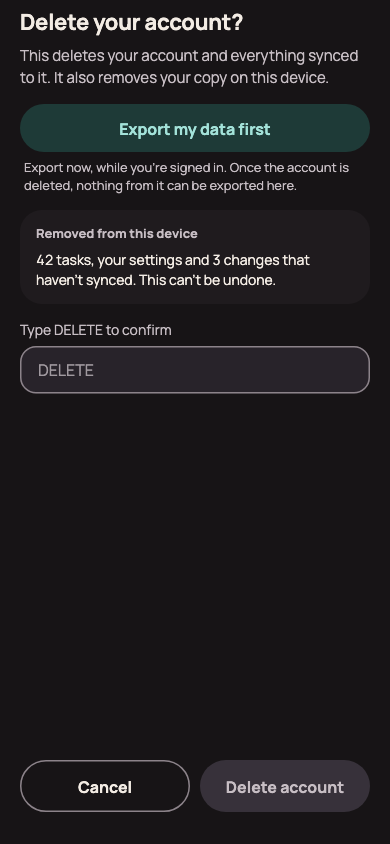 Delete your account?
This deletes your account and everything synced
to it. It also removes your copy on this device.
Export my data first
Export now, while you're signed in. Once the account is
deleted, nothing from it can be exported here.
Removed from this device
42 tasks, your settings and 3 changes that
haven't synced. This can't be undone.
Type DELETE to confirm
DELETE
Cancel
Delete account